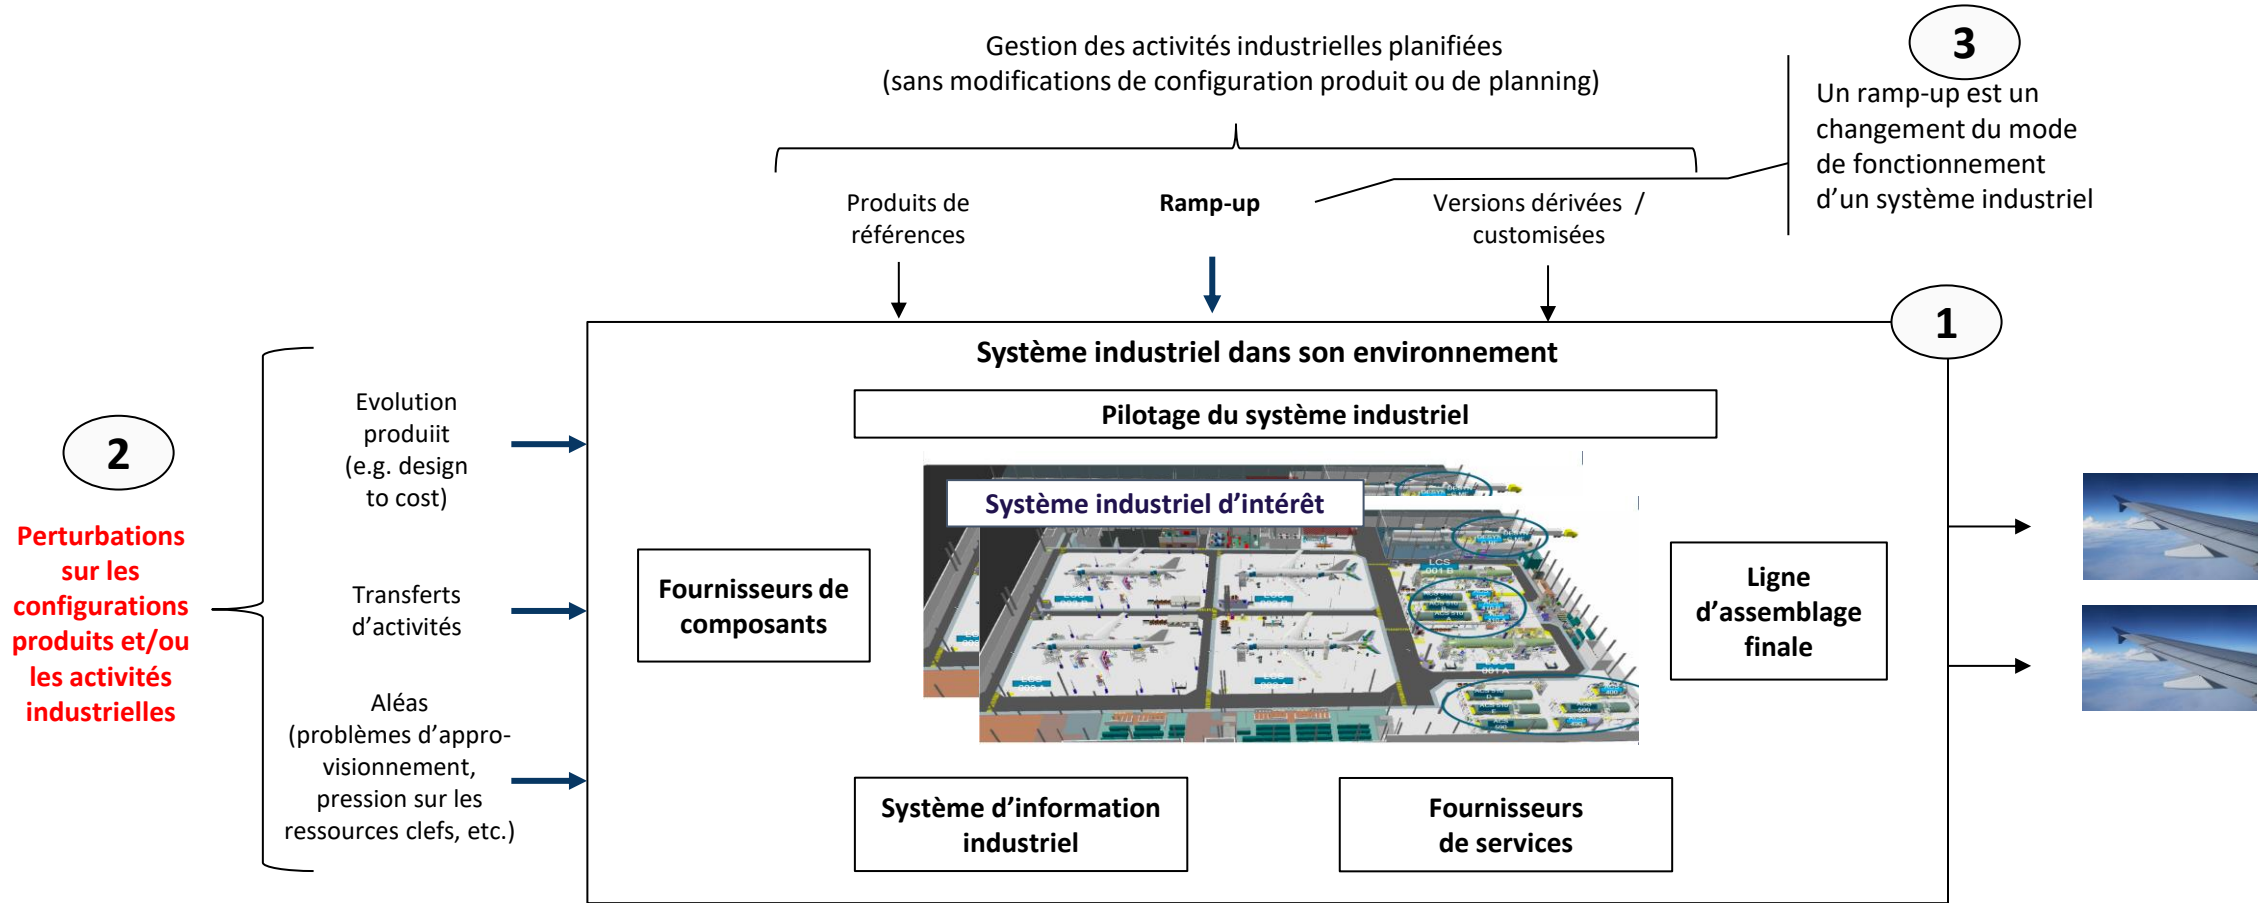 Gestion des activités industrielles planifiées
(sans modifications de configuration produit ou de planning)
3
Un ramp-up est un
changement du mode
de fonctionnement
d’un système industriel
Produits de
références
Ramp-up
Versions dérivées /
customisées
1
Système industriel dans son environnement
Pilotage du système industriel
Système industriel d’intérêt
Fournisseurs de
composants
Ligne
d’assemblage
finale
Système d’information
industriel
Fournisseurs
de services
2
Perturbations
sur les
configurations
produits et/ou
les activités
industrielles
Evolution
produiit
(e.g. design
to cost)
Transferts
d’activités
Aléas
(problèmes d’appro-
visionnement,
pression sur les
ressources clefs, etc.)
LCS
001 B
001 A